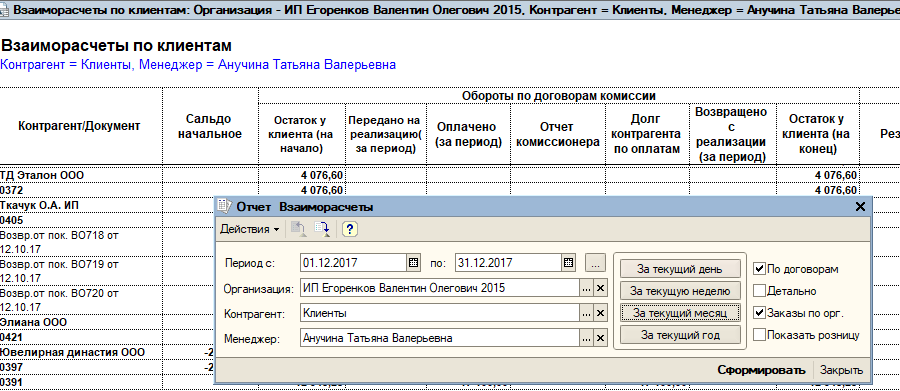 Взаиморасчеты по клиентам: Организация - ИП Егоренков Валентин Олегович 2015, Контрагент = Клиенты, Менеджер = Анучина Татьяна Валерье
Взаиморасчеты по клиентам
Контрагент = Клиенты, Менеджер = Анучина Татьяна Валерьевна
Обороты по договорам комиссии
Контрагент/Документ
Сальдо начальное
Остаток у клиента (на начало)
Передано на реализацию( за период)
Оплачено (за период)
Отчет комиссионера
Долг контрагента по оплатам
Возвращено с реализации (за период)
Остаток у клиента (на конец)
Рез
ТД Эталон ООО 4 076,60 4 076,60
0372 4 076,60 4 076,60
Ткачук О.А. ИП
0405
Возвр.от пок. ВО718 от
12.10.17
Возвр.от пок. ВО719 от
12.10.17
Возвр.от пок. ВО720 от
12.10.17
Элиана ООО
0421
Ювелирная династия ООО -2
0397 -2
0391
Отчет Взаиморасчеты
Действия
Период с: 01.12.2017 по: 31.12.2017 ...
Организация: ИП Егоренков Валентин Олегович 2015 ...
Контрагент: Клиенты ...
Менеджер: Анучина Татьяна Валерьевна ...
За текущий день
За текущую неделю
За текущий месяц
За текущий год
По договорам
Детально
Заказы по орг.
Показать розницу
Сформировать Закрыть